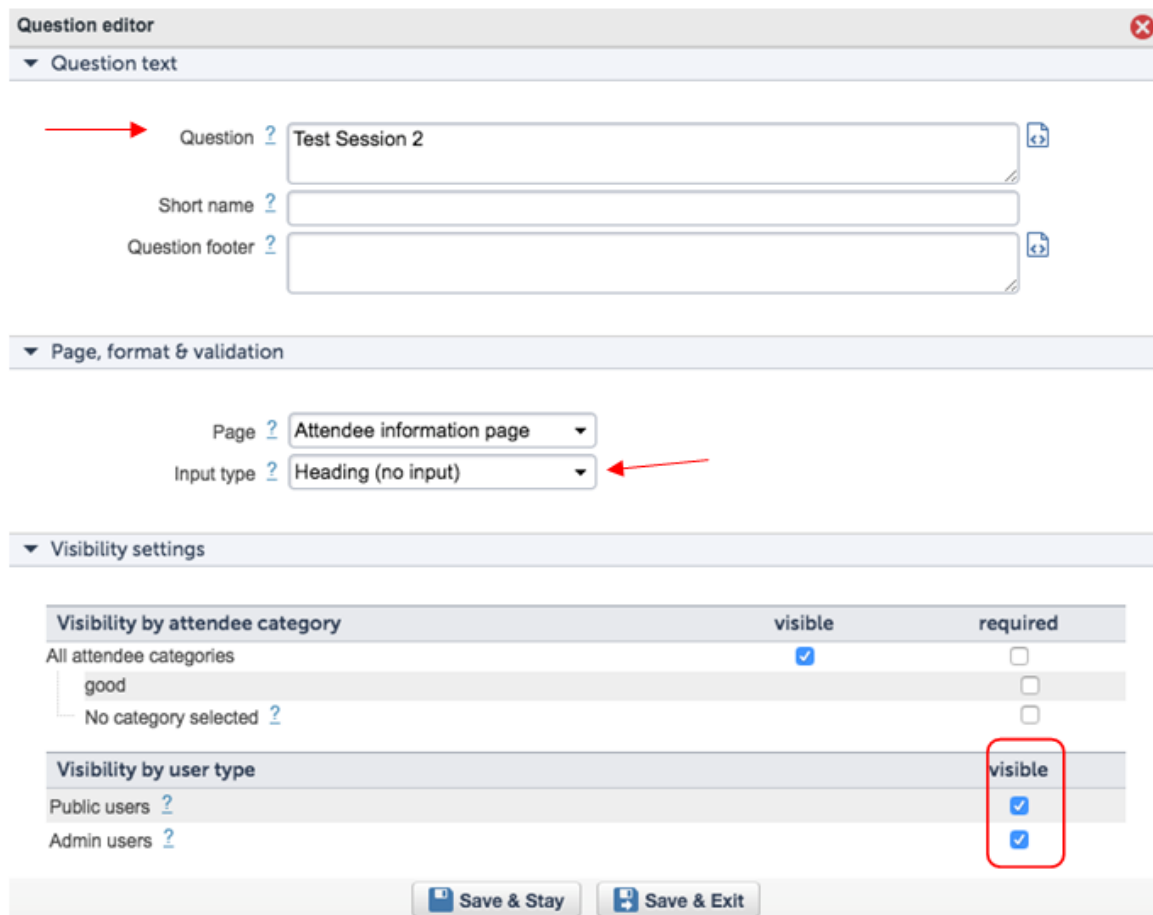 Question editor
Question text
Question ? Test Session 2
Short name ?
Question footer ?
Page, format & validation
Page ? Attendee information page
Input type ? Heading (no input)
Visibility settings
Visibility by attendee category visible required
All attendee categories
good
No category selected ?
Visibility by user type visible
Public users ?
Admin users ?
Save & Stay Save & Exit